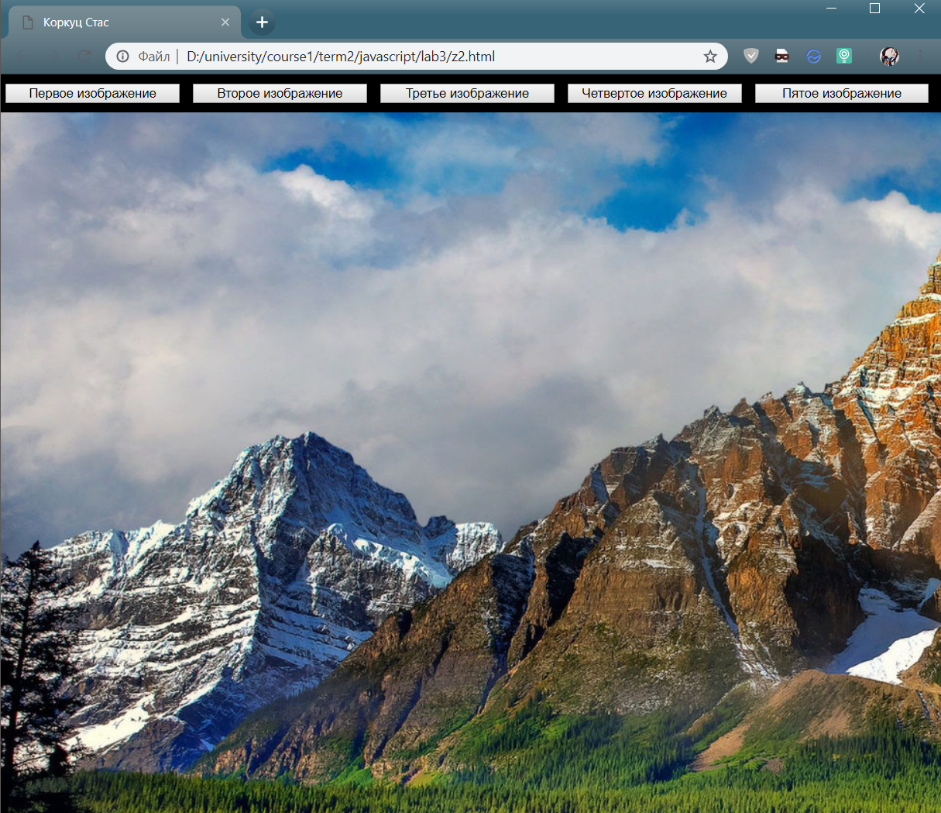 Коркуц Стас
Файл | D:/university/course1/term2/javascript/lab3/z2.html
Первое изображение
Второе изображение
Третье изображение
Четвертое изображение
Пятое изображение